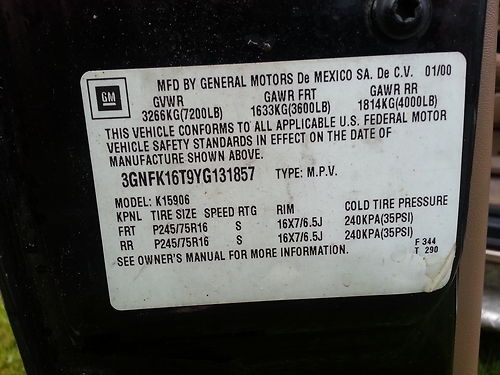 MFD BY GENERAL MOTORS De MEXICO SA. De C.V. 01/00
GM
GVWR GAWR FRT GAWR RR
3266KG(7200LB) 1633KG(3600LB) 1814KG(4000LB)
THIS VEHICLE CONFORMS TO ALL APPLICABLE U.S. FEDERAL MOTOR
VEHICLE SAFETY STANDARDS IN EFFECT ON THE DATE OF
MANUFACTURE SHOWN ABOVE.
3GNFK16T9YG131857 TYPE: M.P.V.
MODEL: K15906
KPNL TIRE SIZE SPEED RTG RIM COLD TIRE PRESSURE
FRT P245/75R16 S 16X7/6.5J 240KPA(35PSI)
RR P245/75R16 S 16X7/6.5J 240KPA(35PSI)
SEE OWNER'S MANUAL FOR MORE INFORMATION.
F 344
T 290